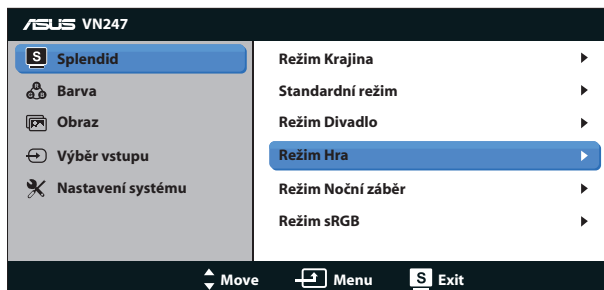 ASUS VN247
S Splendid
Barva
Obraz
Výběr vstupu
Nastavení systému
Režim Krajina
Standardní režim
Režim Divadlo
Režim Hra
Režim Noční záběr
Režim sRGB
Move Menu S Exit